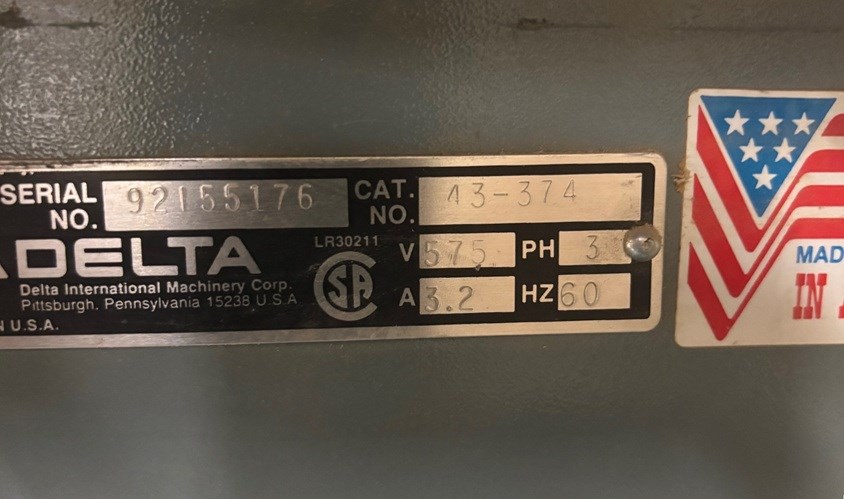 SERIAL NO. 92155176 CAT. NO. 43-374
DELTA LR30211 V 575 PH 3
Delta International Machinery Corp.
Pittsburgh, Pennsylvania 15238 U.S.A
SA A 3.2 HZ 60
N U.S.A.
MAD
IN